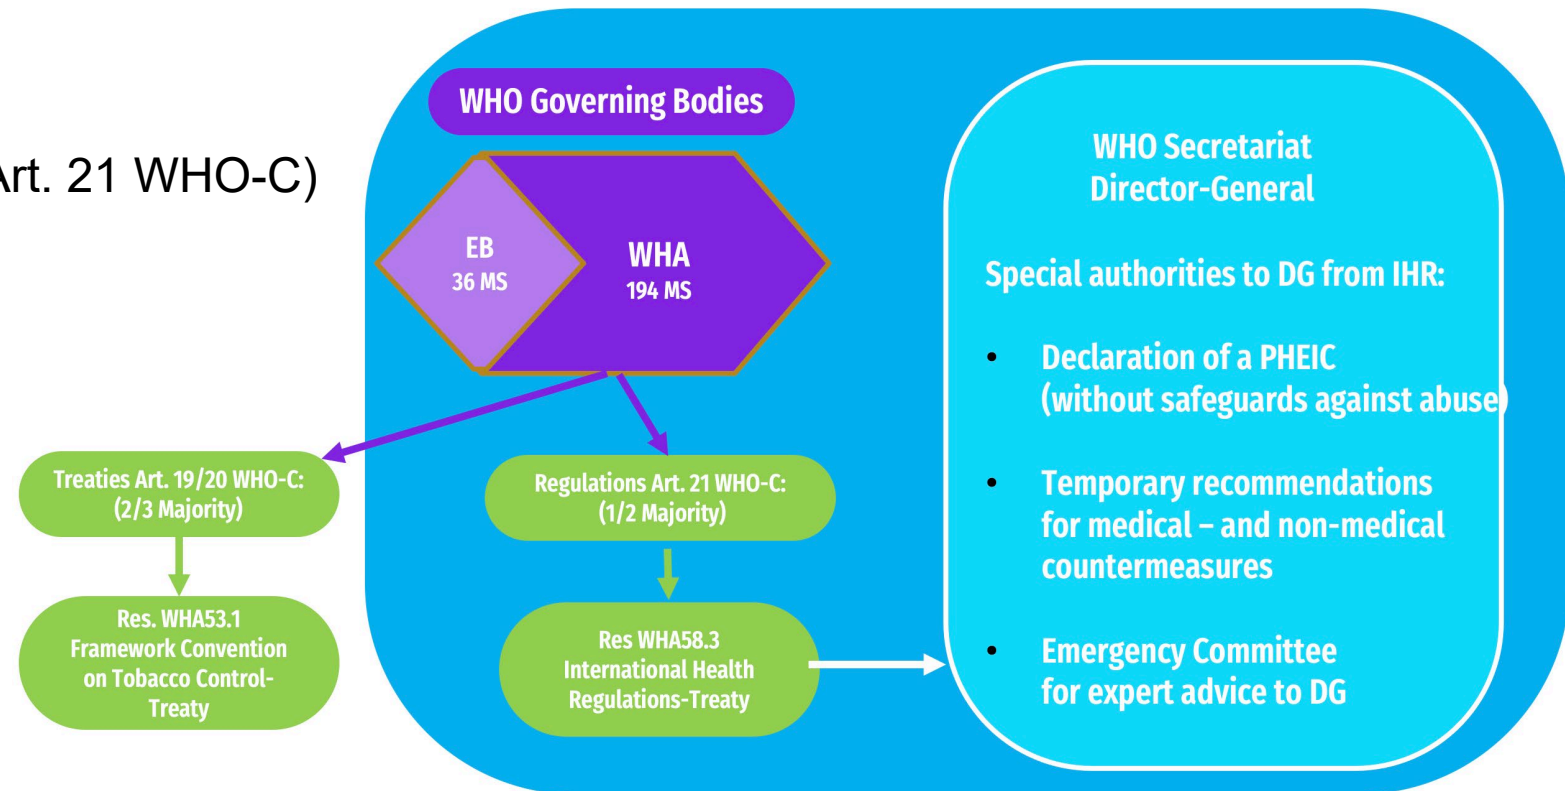 Art. 21 WHO-C)
WHO Governing Bodies
EB
36 MS
WHA
194 MS
Treaties Art. 19/20 WHO-C:
(2/3 Majority)
Regulations Art. 21 WHO-C:
(1/2 Majority)
Res. WHA53.1
Framework Convention
on Tobacco Control-
Treaty
Res WHA58.3
International Health
Regulations-Treaty
WHO Secretariat
Director-General
Special authorities to DG from IHR:
• Declaration of a PHEIC
(without safeguards against abuse)
• Temporary recommendations
for medical – and non-medical
countermeasures
• Emergency Committee
for expert advice to DG